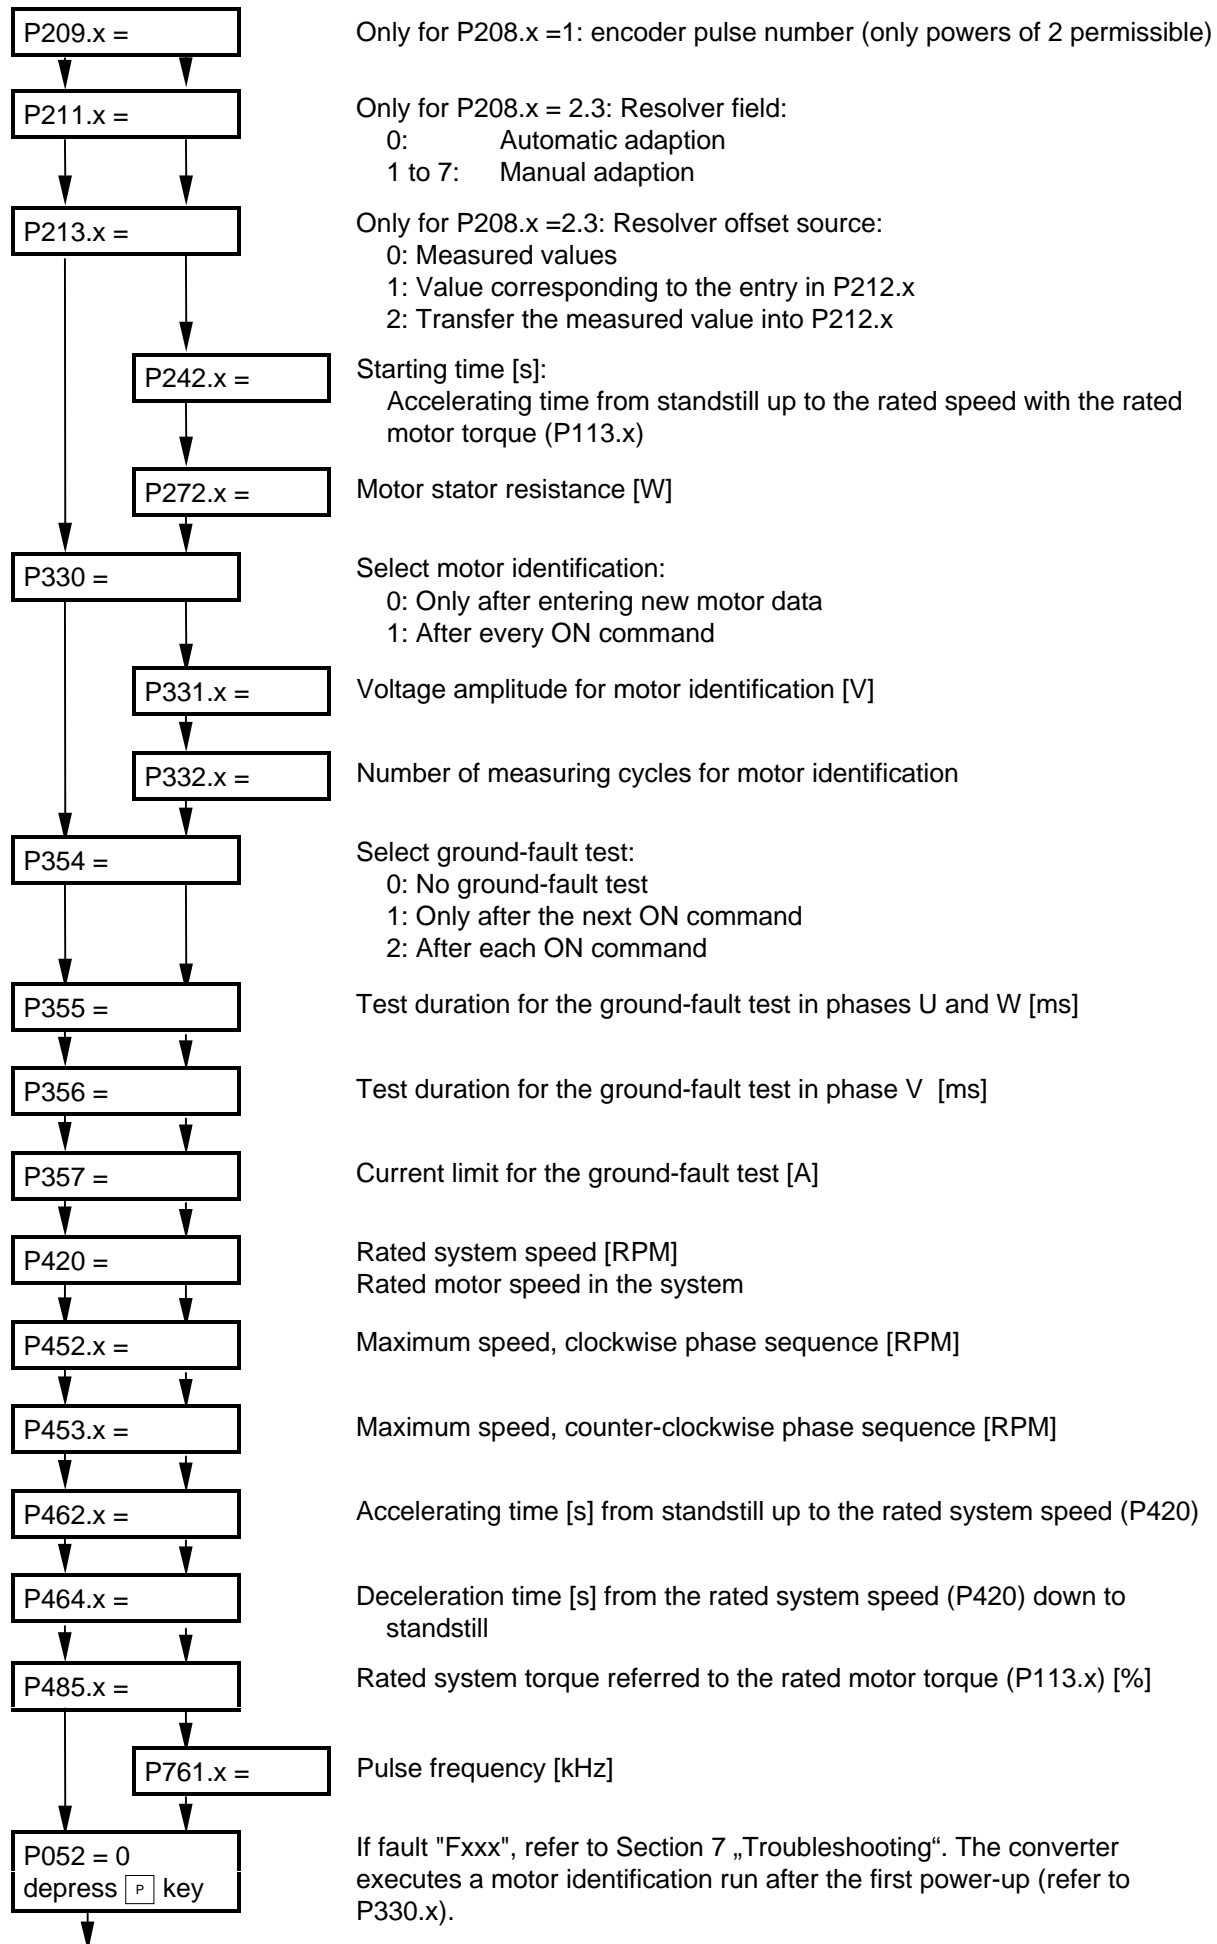 P209.x =
Only for P208.x =1: encoder pulse number (only powers of 2 permissible)
P211.x =
Only for P208.x = 2.3: Resolver field:
0: Automatic adaption
1 to 7: Manual adaption
P213.x =
Only for P208.x =2.3: Resolver offset source:
0: Measured values
1: Value corresponding to the entry in P212.x
2: Transfer the measured value into P212.x
P242.x =
Starting time [s]:
Accelerating time from standstill up to the rated speed with the rated
motor torque (P113.x)
P272.x =
Motor stator resistance [W]
P330 =
Select motor identification:
0: Only after entering new motor data
1: After every ON command
P331.x =
Voltage amplitude for motor identification [V]
P332.x =
Number of measuring cycles for motor identification
P354 =
Select ground-fault test:
0: No ground-fault test
1: Only after the next ON command
2: After each ON command
P355 =
Test duration for the ground-fault test in phases U and W [ms]
P356 =
Test duration for the ground-fault test in phase V [ms]
P357 =
Current limit for the ground-fault test [A]
P420 =
Rated system speed [RPM]
Rated motor speed in the system
P452.x =
Maximum speed, clockwise phase sequence [RPM]
P453.x =
Maximum speed, counter-clockwise phase sequence [RPM]
P462.x =
Accelerating time [s] from standstill up to the rated system speed (P420)
P464.x =
Deceleration time [s] from the rated system speed (P420) down to
standstill
P485.x =
Rated system torque referred to the rated motor torque (P113.x) [%]
P761.x =
Pulse frequency [kHz]
P052 = 0
depress P key
If fault "Fxxx", refer to Section 7 „Troubleshooting“. The converter
executes a motor identification run after the first power-up (refer to
P330.x).